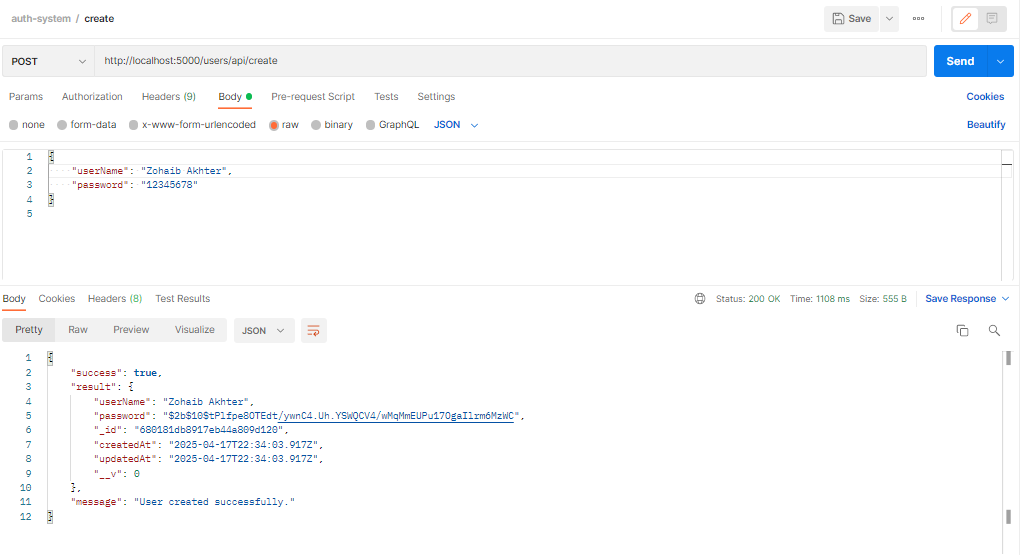 auth-system / create
Save
POST http://localhost:5000/users/api/create Send
Params Authorization Headers (9) Body Pre-request Script Tests Settings Cookies
none form-data x-www-form-urlencoded raw binary GraphQL JSON Beautify
1 {
2 "userName": "Zohaib Akhter",
3 "password": "12345678"
4 }
5
Body Cookies Headers (8) Test Results Status: 200 OK Time: 1108 ms Size: 555 B Save Response
Pretty Raw Preview Visualize JSON
1 {
2 "success": true,
3 "result": {
4 "userName": "Zohaib Akhter",
5 "password": "$2b$10$tPlfpe8OTEdt/ywnC4.Uh.YSWQCV4/wMqMmEUPu17OgaIlrm6MzWC",
6 "_id": "680181db8917eb44a809d120",
7 "createdAt": "2025-04-17T22:34:03.917Z",
8 "updatedAt": "2025-04-17T22:34:03.917Z",
9 "__v": 0
10 },
11 "message": "User created successfully."
12 }